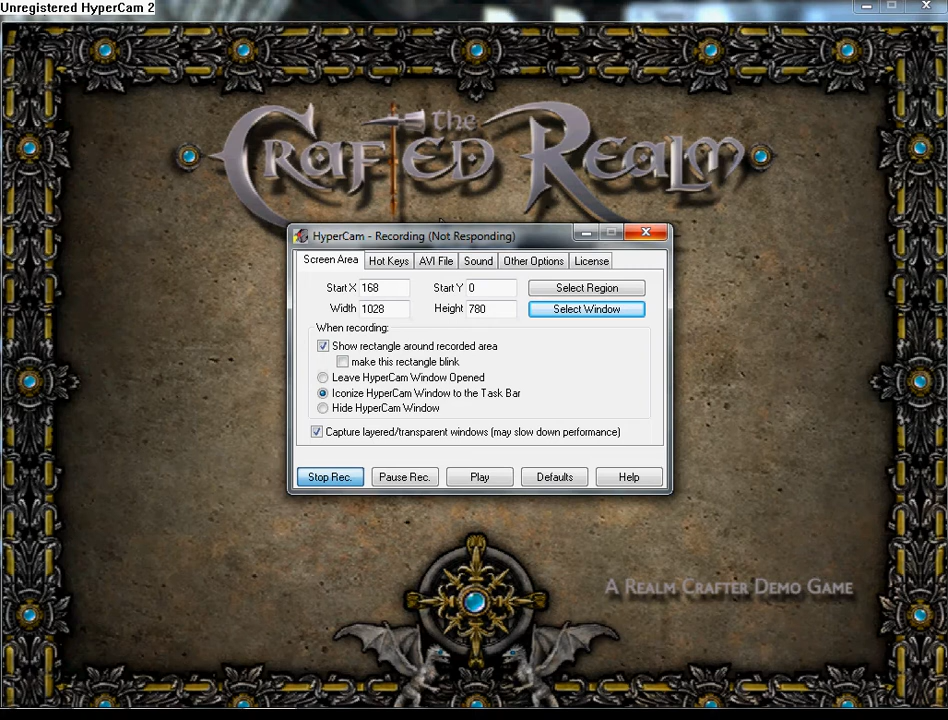 Unregistered HyperCam 2
the
Crafted Realm
HyperCam - Recording (Not Responding)
Screen Area Hot Keys AVI File Sound Other Options License
Start X 168 Start Y 0 Select Region
Width 1028 Height 780 Select Window
When recording:
Show rectangle around recorded area
make this rectangle blink
Leave HyperCam Window Opened
Iconize HyperCam Window to the Task Bar
Hide HyperCam Window
Capture layered/transparent windows (may slow down performance)
Stop Rec. Pause Rec. Play Defaults Help
A Realm Crafter Demo Game